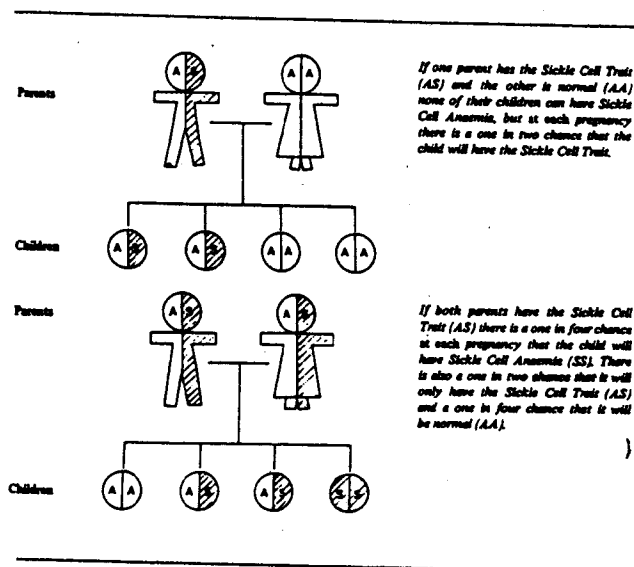 Parents
A S
A A
If one parent has the Sickle Cell Trait
(AS) and the other is normal (AA)
none of their children can have Sickle
Cell Anaemia, but at each pregnancy
there is a one in two chance that the
child will have the Sickle Cell Trait.
Children
A S
A S
A A
A A
Parents
A S
A S
If both parents have the Sickle Cell
Trait (AS) there is a one in four chance
at each pregnancy that the child will
have Sickle Cell Anaemia (SS). There
is also a one in two chance that it will
only have the Sickle Cell Trait (AS)
and a one in four chance that it will
be normal (AA).
}
Children
A A
A S
A S
S S